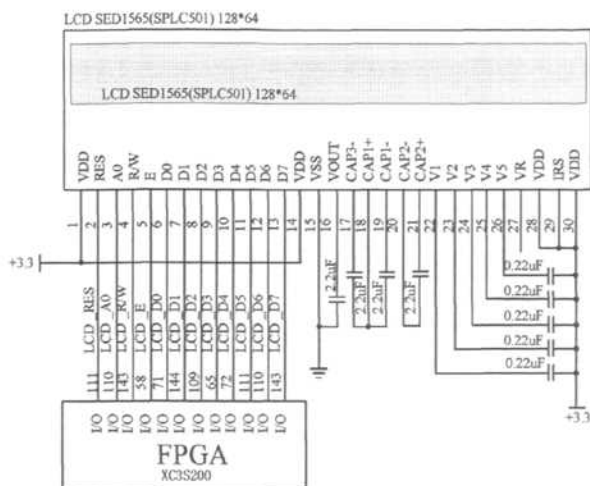 LCD SED1565(SPLC501) 128*64
LCD SED1565(SPLC501) 128*64
VDD
RES
A0
R/W
E
D0
D1
D2
D3
D4
D5
D6
D7
VDD
VSS
VOUT
CAP3-
CAP1+
CAP1-
CAP2-
CAP2+
V1
V2
V3
V4
V5
VR
VDD
IRS
VDD
1
2
3
4
5
6
7
8
9
10
11
12
13
14
15
16
17
18
19
20
21
22
23
24
25
26
27
28
29
30
+3.3
2.2uF
2.2uF
2.2uF
2.2uF
0.22uF
0.22uF
0.22uF
0.22uF
0.22uF
+3.3
LCD_RES
LCD_A0
LCD_R/W
LCD_E
LCD_D0
LCD_D1
LCD_D2
LCD_D3
LCD_D4
LCD_D5
LCD_D6
LCD_D7
111
110
143
58
71
144
109
65
72
111
110
143
I/O
I/O
I/O
I/O
I/O
I/O
I/O
I/O
I/O
I/O
I/O
I/O
FPGA
XC3S200